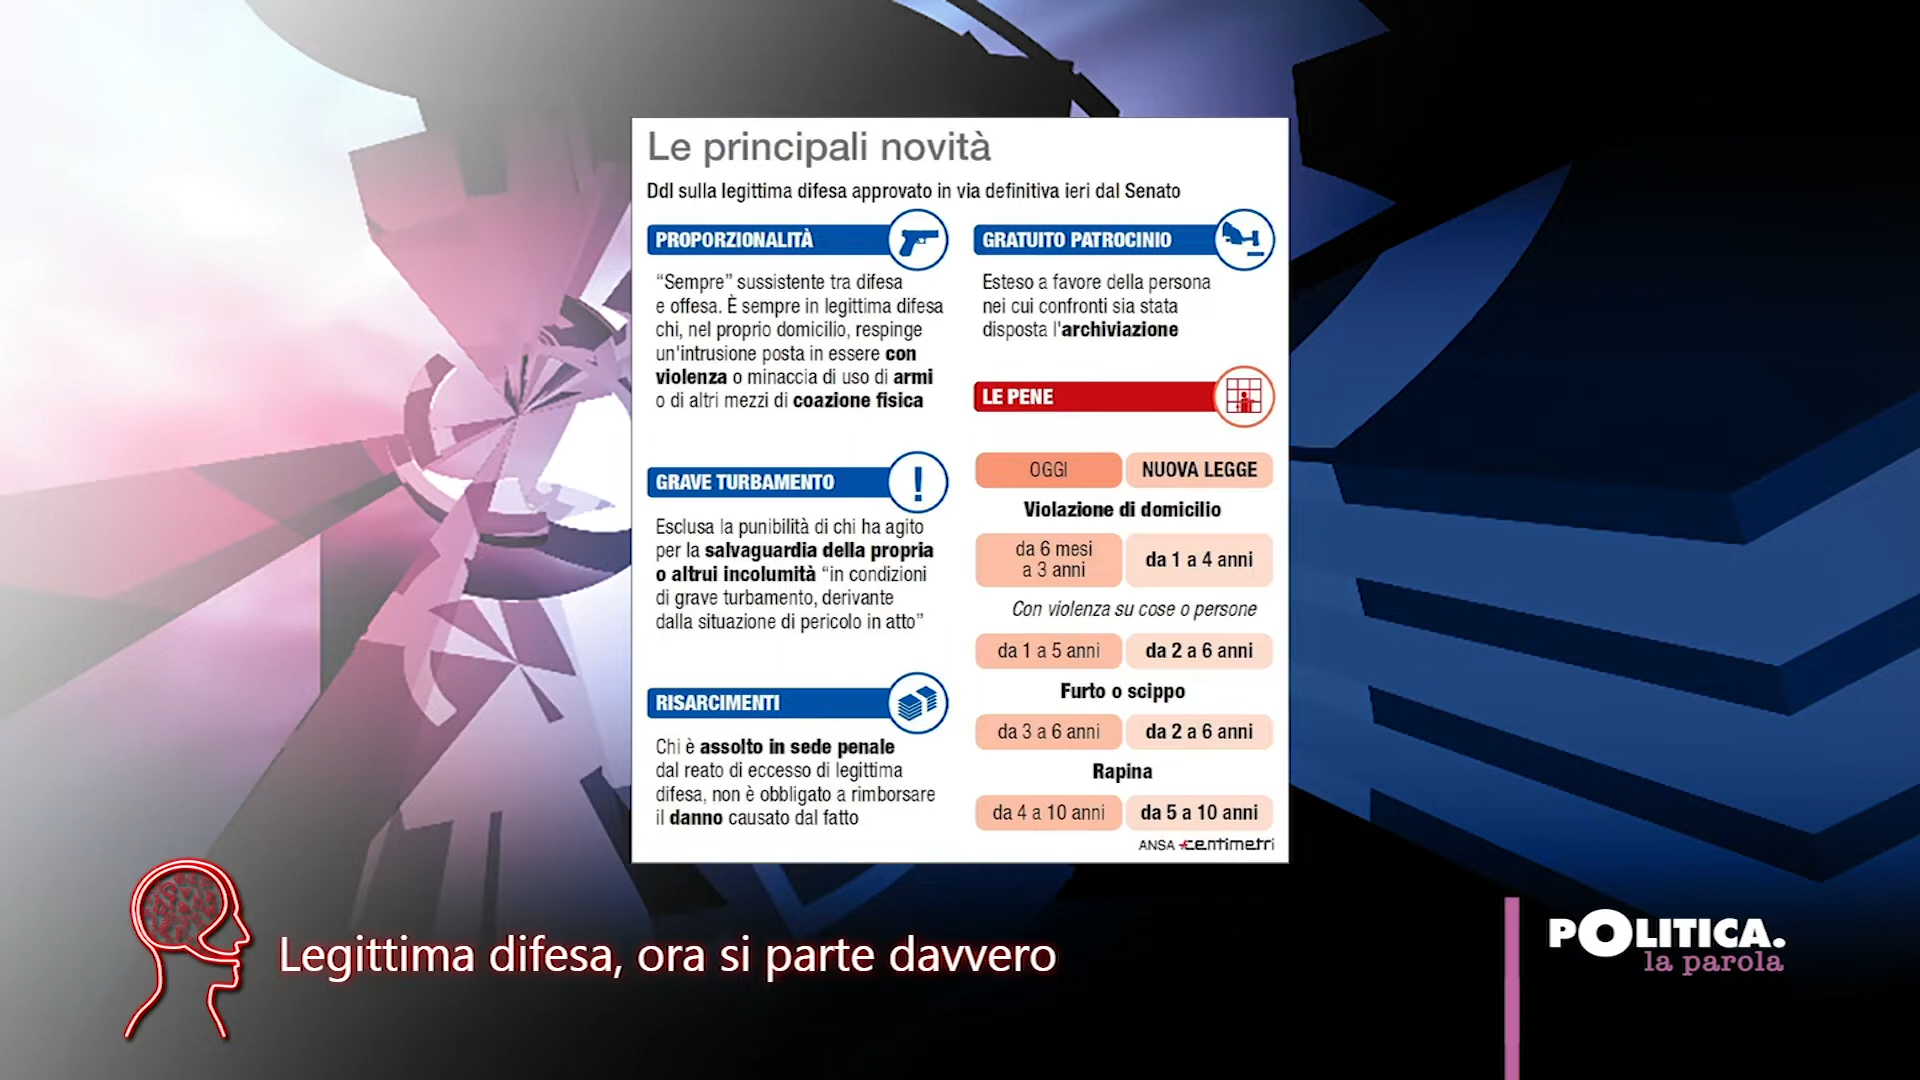 Le principali novità
Ddl sulla legittima difesa approvato in via definitiva ieri dal Senato
PROPORZIONALITÀ
“Sempre” sussistente tra difesa
e offesa. È sempre in legittima difesa
chi, nel proprio domicilio, respinge
un'intrusione posta in essere con
violenza o minaccia di uso di armi
o di altri mezzi di coazione fisica
GRAVE TURBAMENTO
!
Esclusa la punibilità di chi ha agito
per la salvaguardia della propria
o altrui incolumità “in condizioni
di grave turbamento, derivante
dalla situazione di pericolo in atto”
RISARCIMENTI
Chi è assolto in sede penale
dal reato di eccesso di legittima
difesa, non è obbligato a rimborsare
il danno causato dal fatto
GRATUITO PATROCINIO
Esteso a favore della persona
nei cui confronti sia stata
disposta l'archiviazione
LE PENE
OGGI NUOVA LEGGE
Violazione di domicilio
da 6 mesi
a 3 anni
da 1 a 4 anni
Con violenza su cose o persone
da 1 a 5 anni da 2 a 6 anni
Furto o scippo
da 3 a 6 anni da 2 a 6 anni
Rapina
da 4 a 10 anni da 5 a 10 anni
ANSA centimetri
Legittima difesa, ora si parte davvero
POLITICA.
la parola